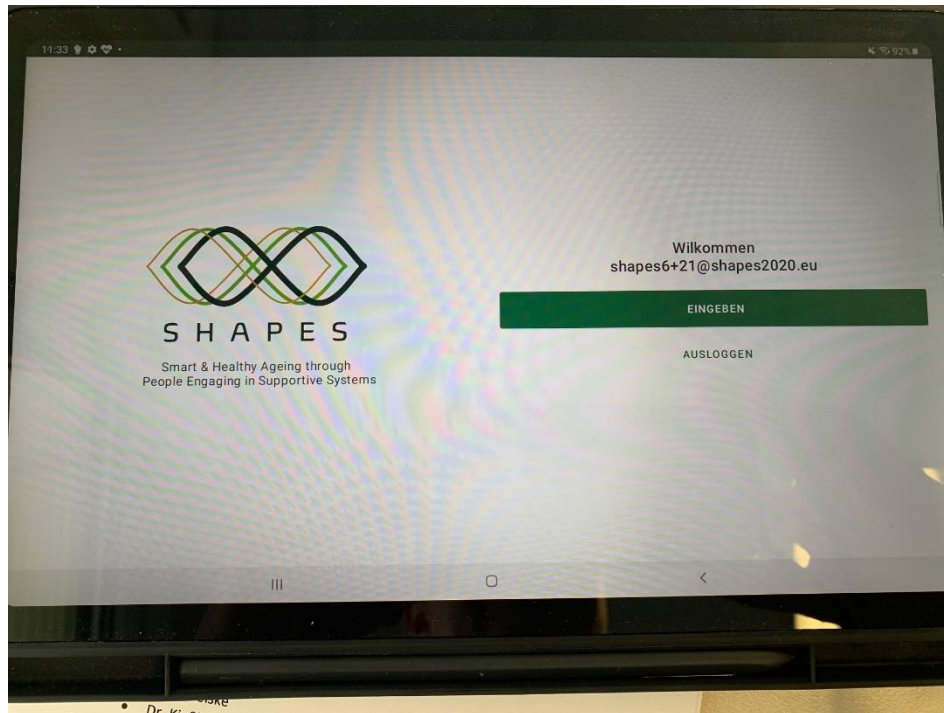 11:33
92%
SHAPES
Smart & Healthy Ageing through
People Engaging in Supportive Systems
Wilkommen
shapes6+21@shapes2020.eu
EINGEBEN
AUSLOGGEN
Dr.